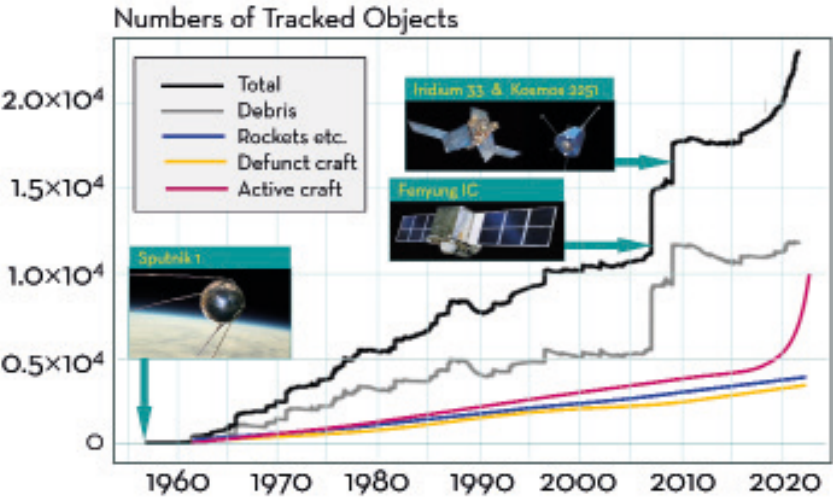 Numbers of Tracked Objects
2.0×10⁴
1.5×10⁴
1.0×10⁴
0.5×10⁴
0
Total
Debris
Rockets etc.
Defunct craft
Active craft
Iridium 33 & Kosmos 2251
Fenyung IC
Sputnik 1
1960 1970 1980 1990 2000 2010 2020